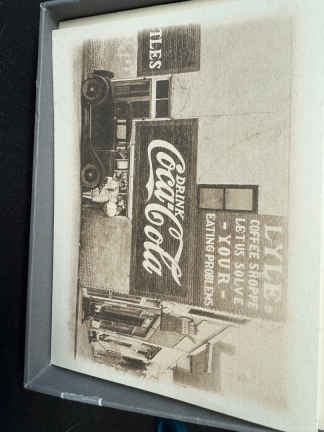 TLES
DRINK
Coca-Cola
LYLE
COFFEE SHOPPE
LET US SOLVE
- YOUR -
EATING PROBLEMS